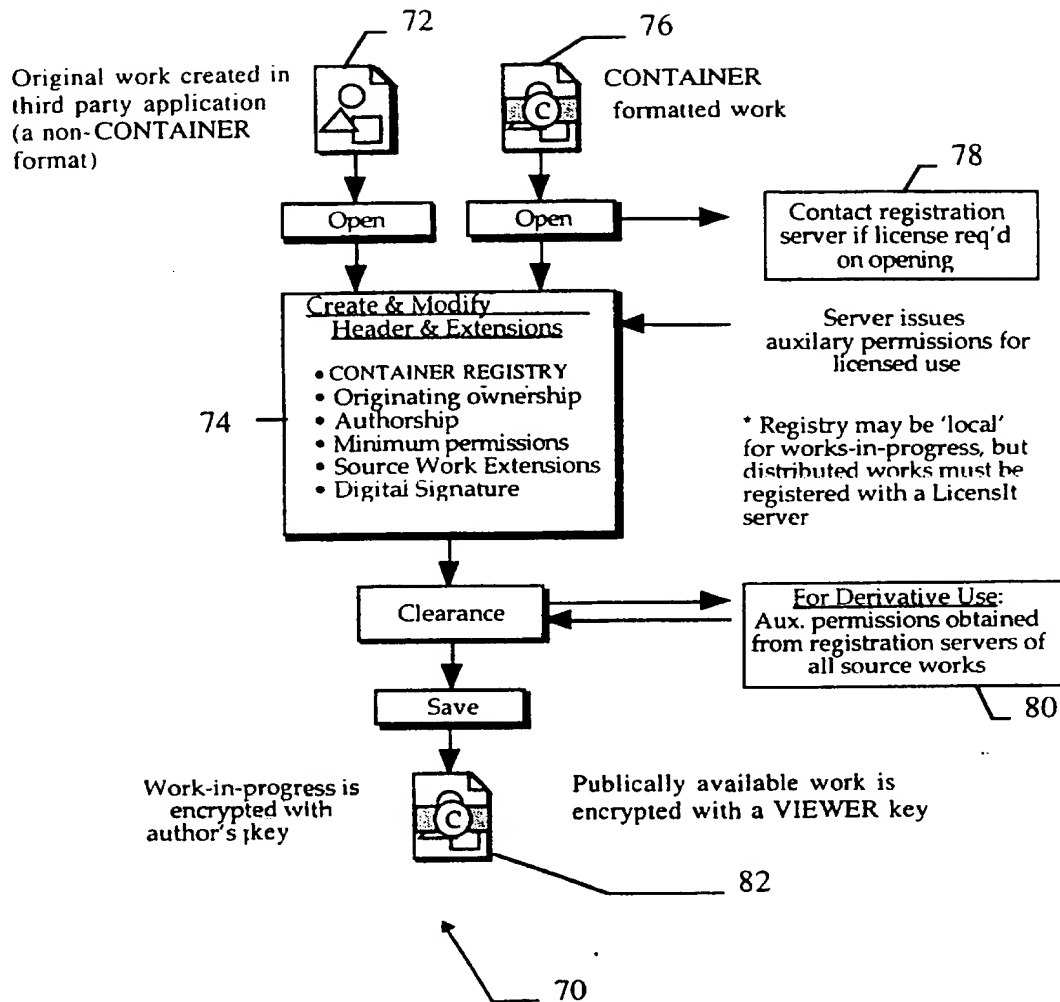 72
76
Original work created in
third party application
(a non-CONTAINER
format)
C
CONTAINER
formatted work
78
Open
Open
Contact registration
server if license req'd
on opening
Create & Modify
Header & Extensions
• CONTAINER REGISTRY
• Originating ownership
• Authorship
• Minimum permissions
• Source Work Extensions
• Digital Signature
74
Server issues
auxilary permissions for
licensed use
* Registry may be 'local'
for works-in-progress, but
distributed works must be
registered with a LicensIt
server
Clearance
For Derivative Use:
Aux. permissions obtained
from registration servers of
all source works
80
Save
Work-in-progress is
encrypted with
author's key
C
Publically available work is
encrypted with a VIEWER key
82
70